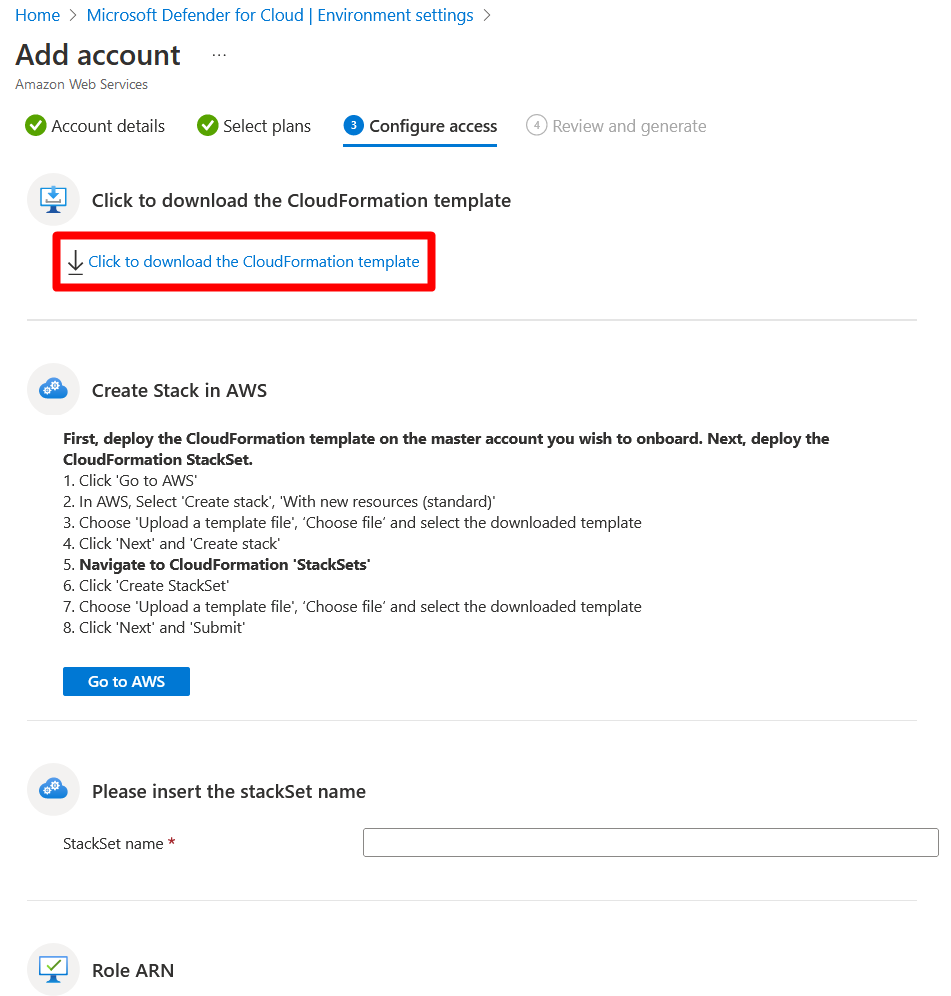 Home > Microsoft Defender for Cloud | Environment settings >
Add account ...
Amazon Web Services
Account details Select plans 3 Configure access 4 Review and generate
Click to download the CloudFormation template
Click to download the CloudFormation template
Create Stack in AWS
First, deploy the CloudFormation template on the master account you wish to onboard. Next, deploy the
CloudFormation StackSet.
1. Click 'Go to AWS'
2. In AWS, Select 'Create stack', 'With new resources (standard)'
3. Choose 'Upload a template file', ‘Choose file’ and select the downloaded template
4. Click 'Next' and 'Create stack'
5. Navigate to CloudFormation 'StackSets'
6. Click 'Create StackSet'
7. Choose 'Upload a template file', ‘Choose file’ and select the downloaded template
8. Click 'Next' and 'Submit'
Go to AWS
Please insert the stackSet name
StackSet name *
Role ARN